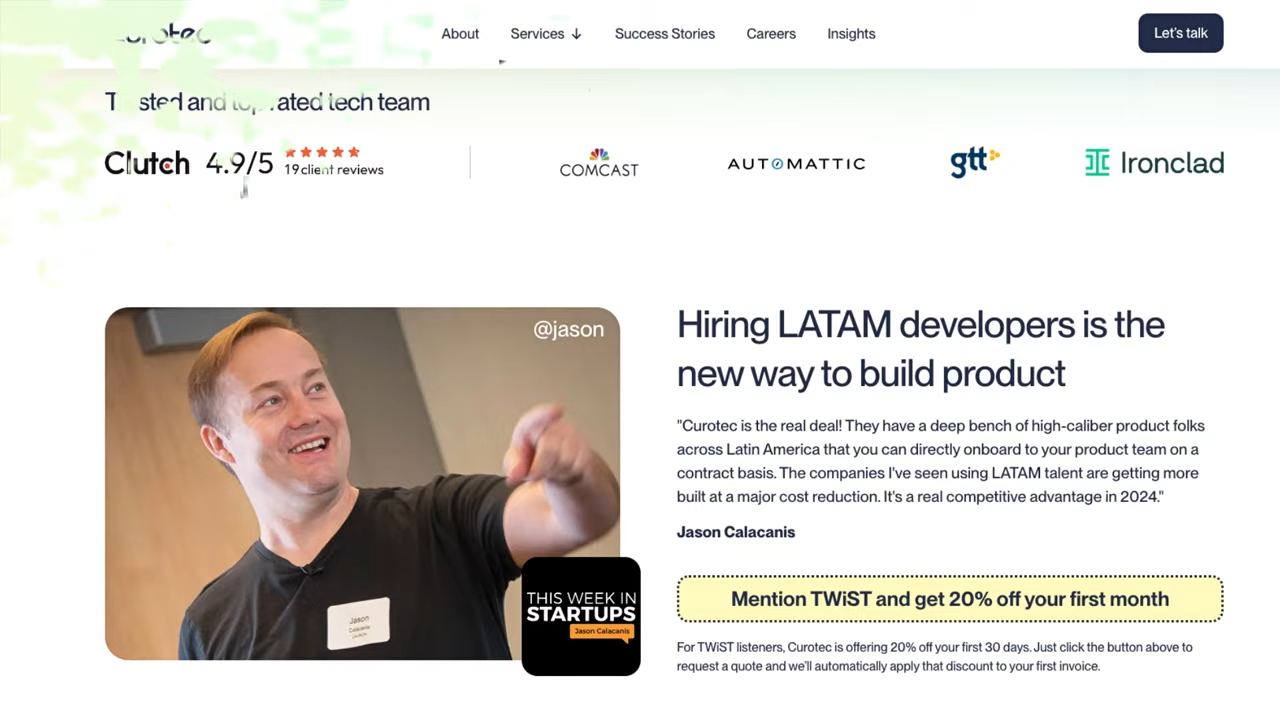 About
Services
Success Stories
Careers
Insights
Let's talk
sted and ated tech team
Clutch
4.9/5
19 client reviews
COMCAST
AUTOMATTIC
gtt
Ironclad
@jason
Jason
Calacanis
THIS WEEK IN
STARTUPS
Jason Calacanis
Hiring LATAM developers is the
new way to build product
"Curotec is the real deal! They have a deep bench of high-caliber product folks
across Latin America that you can directly onboard to your product team on a
contract basis. The companies I've seen using LATAM talent are getting more
built at a major cost reduction. It's a real competitive advantage in 2024."
Jason Calacanis
Mention TWiST and get 20% off your first month
For TWiST listeners, Curotec is offering 20% off your first 30 days. Just click the button above to
request a quote and we'll automatically apply that discount to your first invoice.